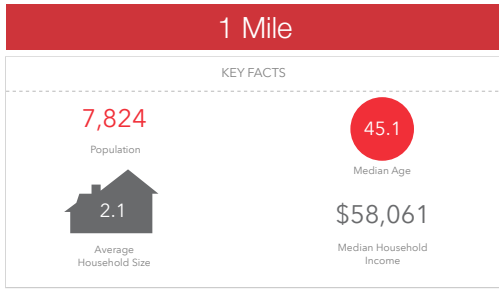 1 Mile
KEY FACTS
7,824
Population
45.1
Median Age
2.1
Average
Household Size
$58,061
Median Household
Income